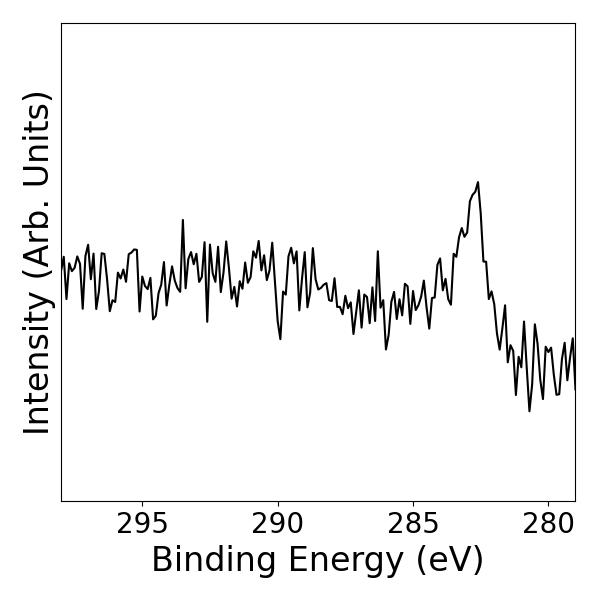 Intensity (Arb. Units)
295 290 285 280
Binding Energy (eV)